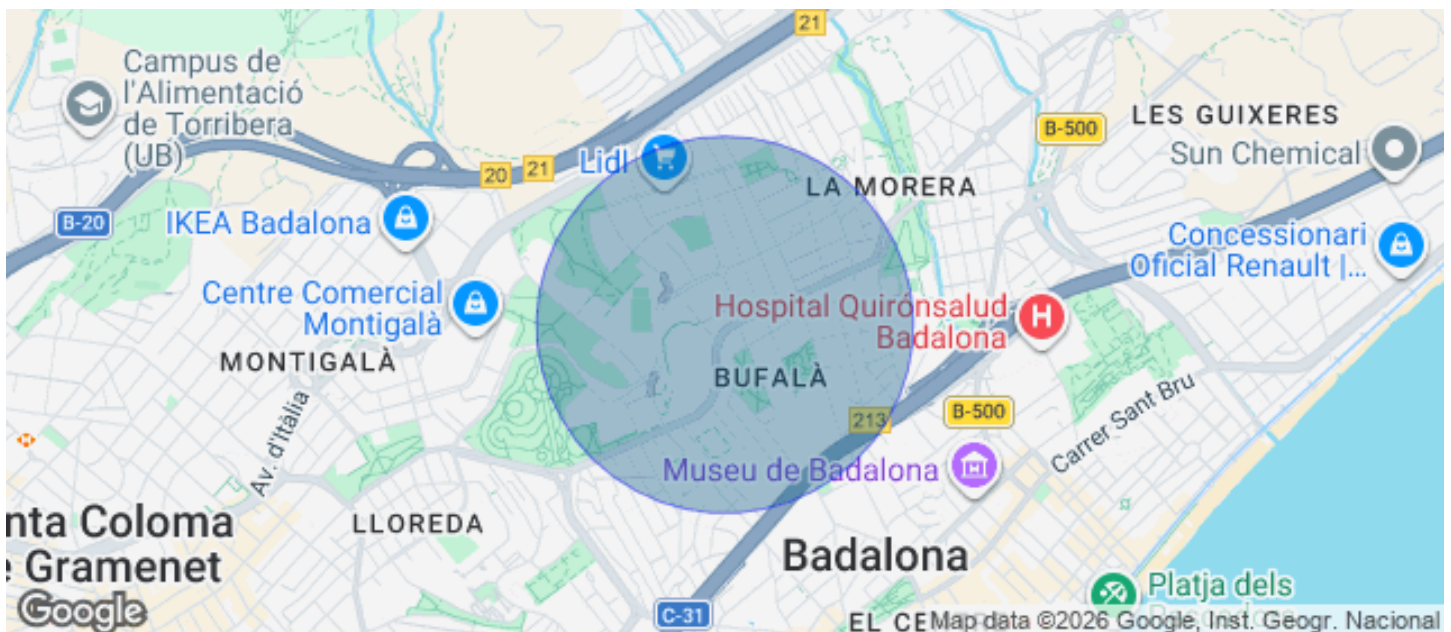 21
Campus de
l'Alimentació
de Torribera
(UB)
B-500
LES GUIXERES
Sun Chemical
Lidl
20
21
LA MORERA
B-20
IKEA Badalona
Concessionari
Oficial Renault |...
Centre Comercial
Montigalà
Hospital Quirónsalud
Badalona
MONTIGALÀ
BUFALÀ
213
B-500
Carrer Sant Bru
Av. d'Itàlia
Museu de Badalona
LLOREDA
nta Coloma
Gramenet
Badalona
Platja dels
Google
C-31
EL CE
Map data ©2026 Google, Inst. Geogr. Nacional